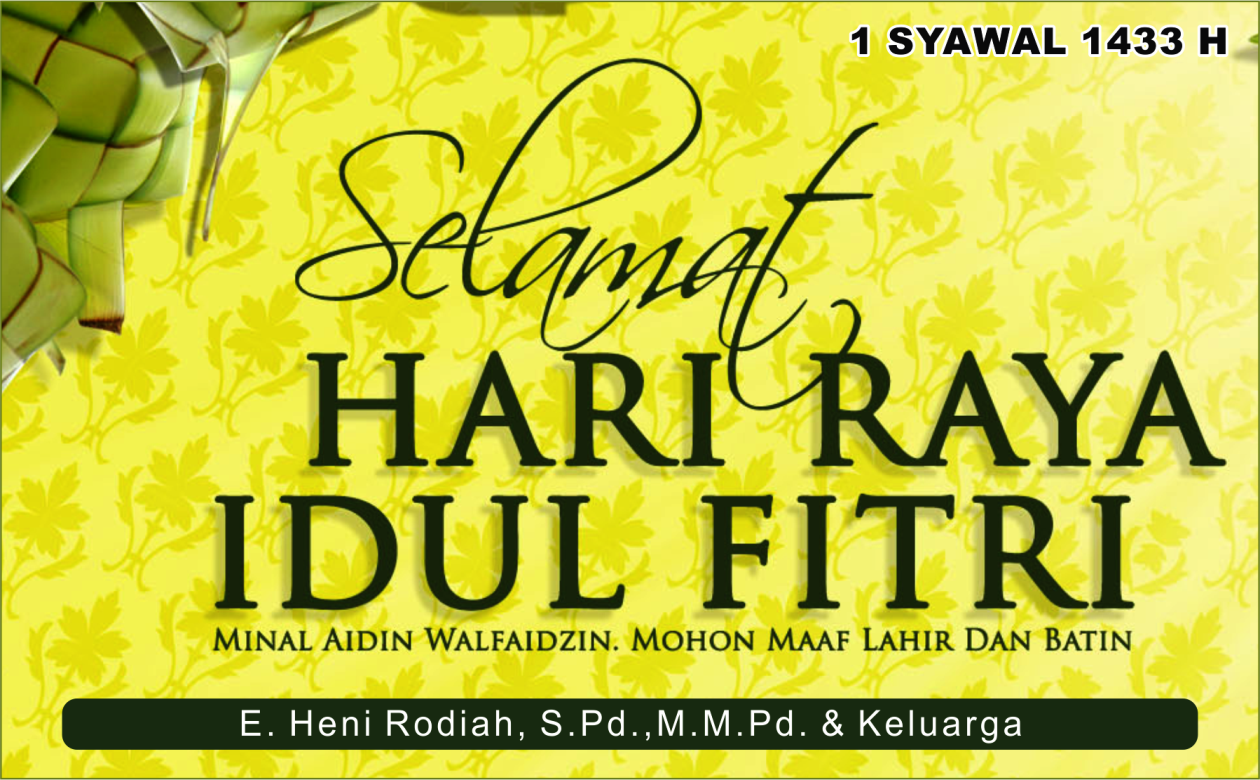 1 SYAWAL 1433 H
Selamat
HARI RAYA
IDUL FITRI
MINAL AIDIN WALFAIDZIN. MOHON MAAF LAHIR DAN BATIN
E. Heni Rodiah, S.Pd.,M.M.Pd. & Keluarga